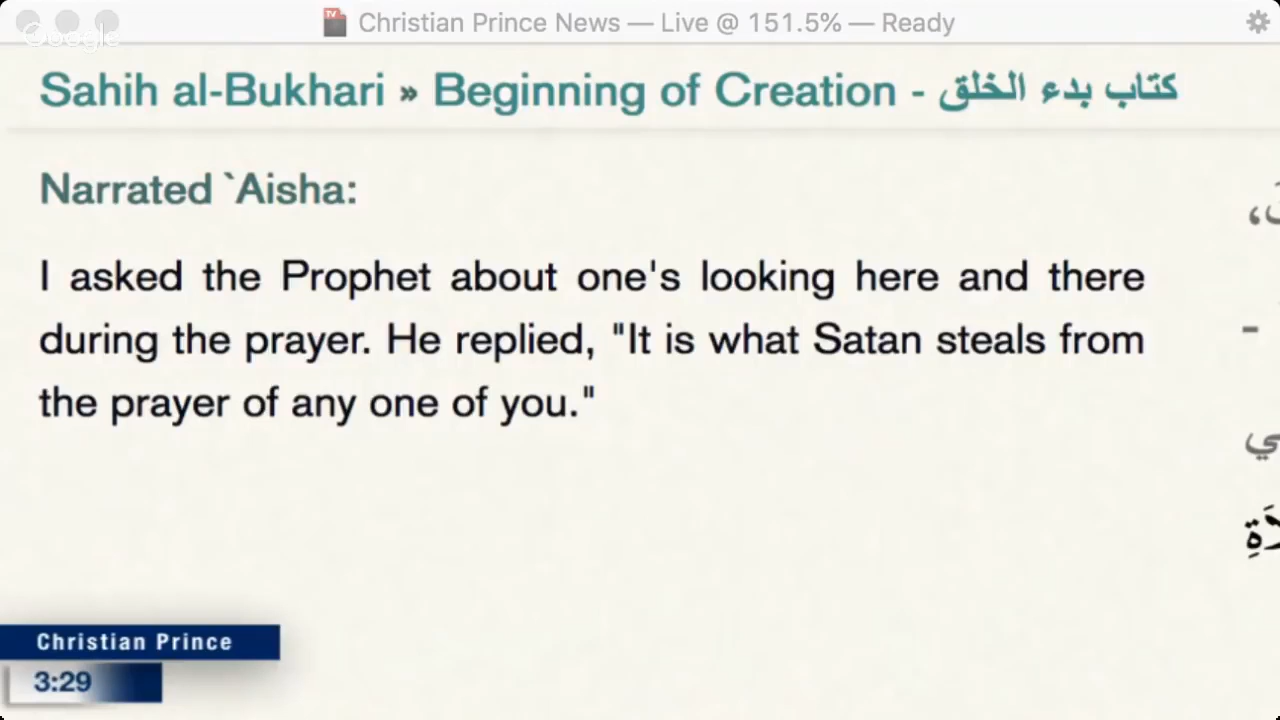 Christian Prince News — Live @ 151.5% — Ready
Google
Sahih al-Bukhari » Beginning of Creation - كتاب بدء الخلق
Narrated `Aisha:
I asked the Prophet about one's looking here and there
during the prayer. He replied, "It is what Satan steals from
the prayer of any one of you."
Christian Prince
3:29